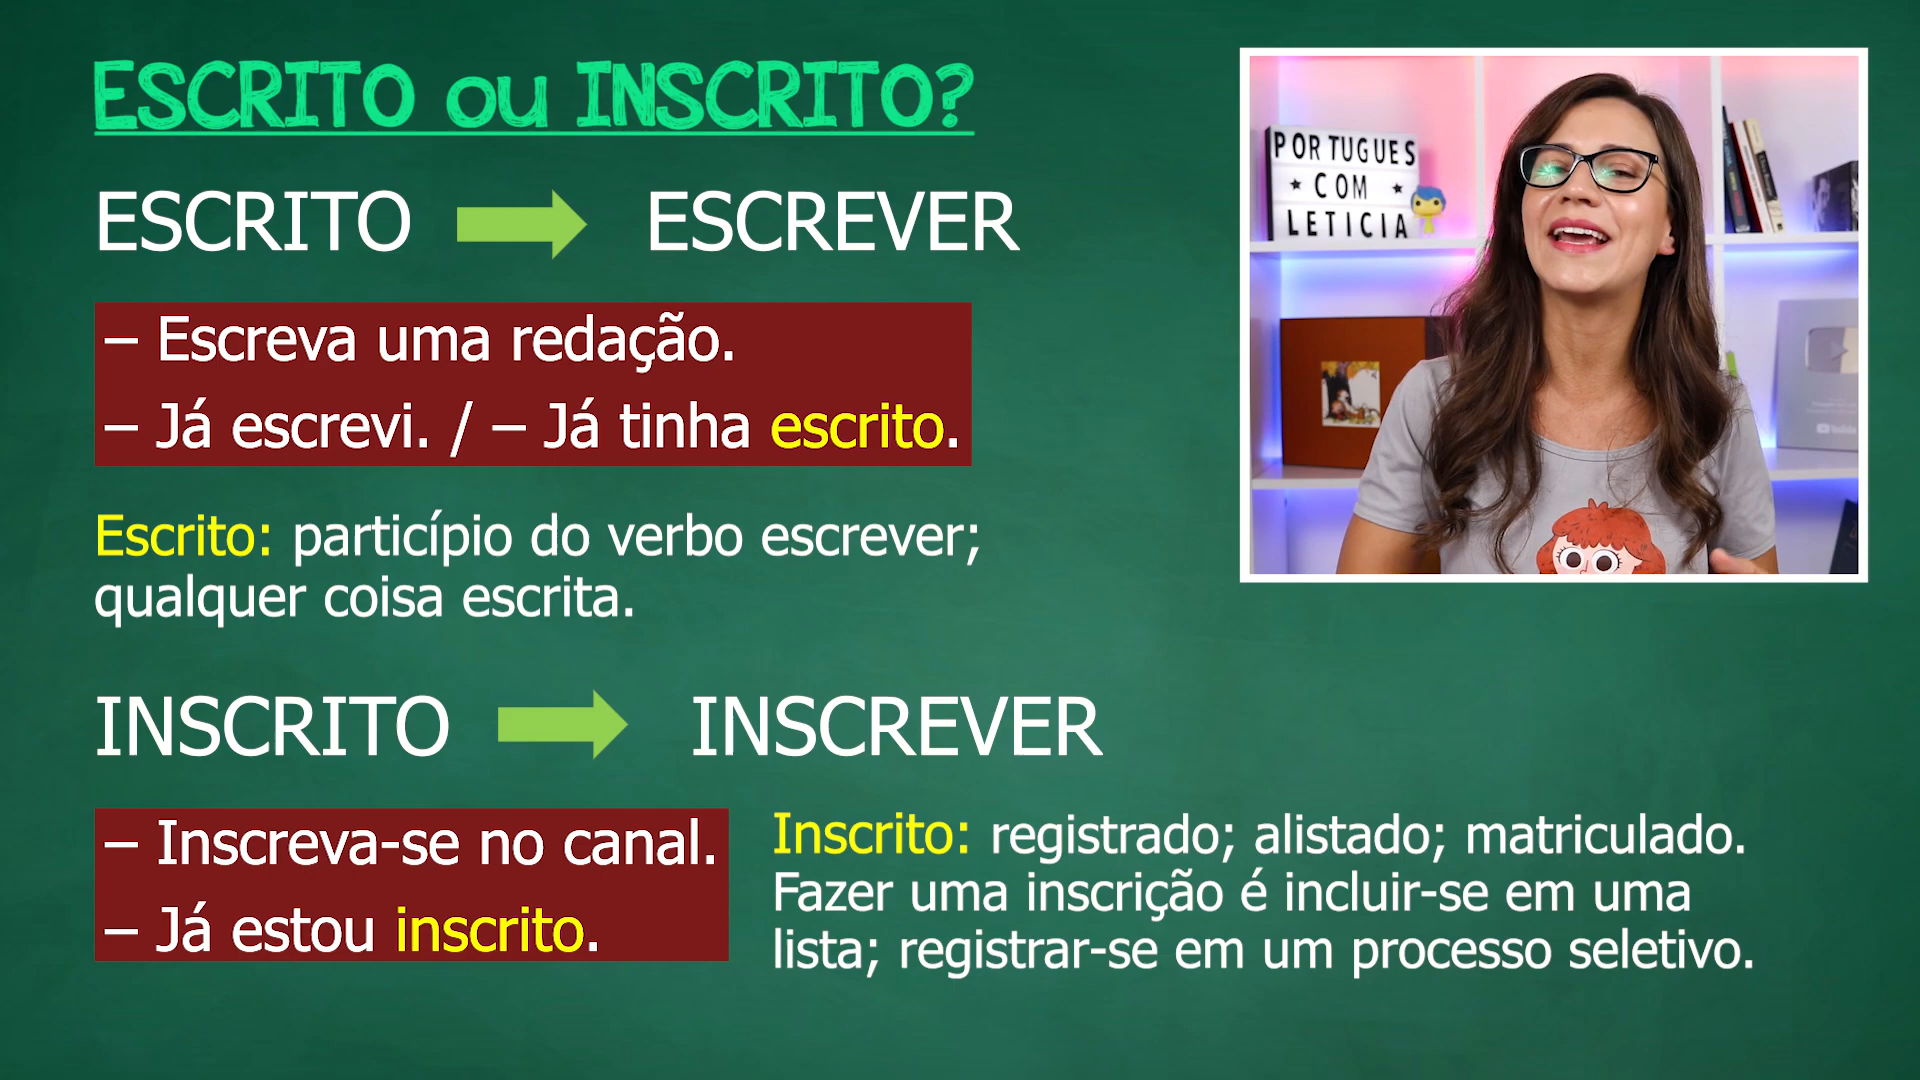 ESCRITO ou INSCRITO?
ESCRITO ESCREVER
– Escreva uma redação.
– Já escrevi. / – Já tinha escrito.
Escrito: particípio do verbo escrever;
qualquer coisa escrita.
INSCRITO INSCREVER
– Inscreva-se no canal.
– Já estou inscrito.
Inscrito: registrado; alistado; matriculado.
Fazer uma inscrição é incluir-se em uma
lista; registrar-se em um processo seletivo.
PORTUGUES
★ COM ★
LETICIA